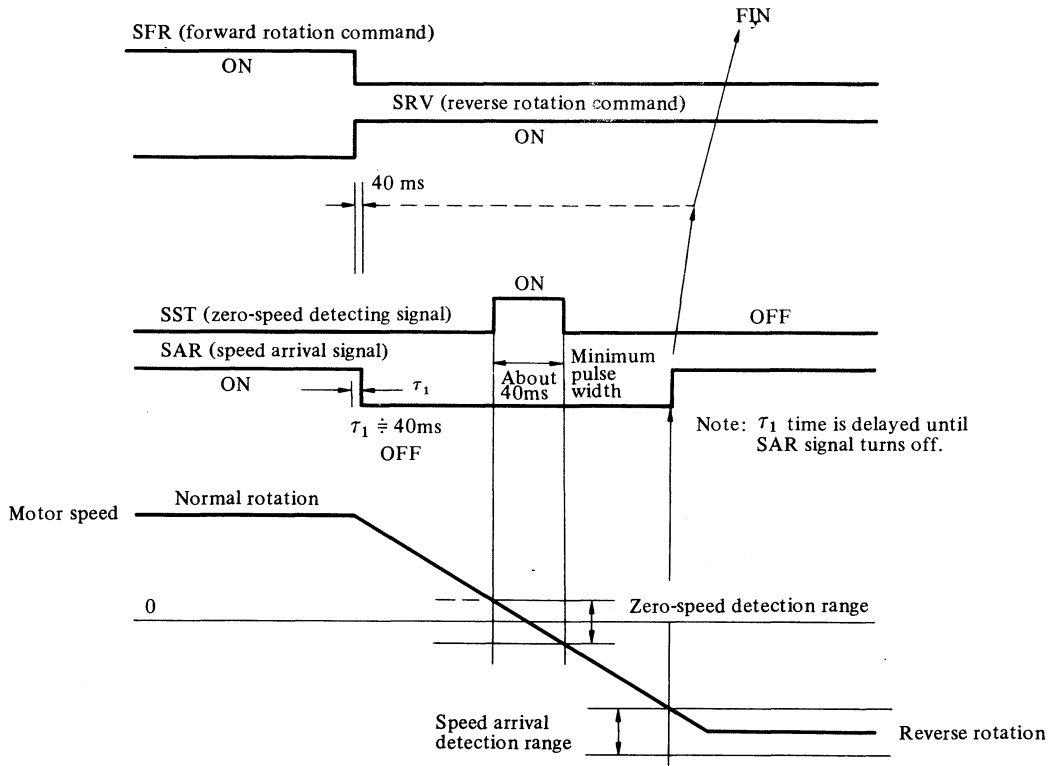 FIN
SFR (forward rotation command)
ON
SRV (reverse rotation command)
ON
40 ms
ON
SST (zero-speed detecting signal)
OFF
SAR (speed arrival signal)
ON
τ1
About
40ms
Minimum
pulse
width
τ1 ≑ 40ms
OFF
Note: τ1 time is delayed until
SAR signal turns off.
Normal rotation
Motor speed
0
Zero-speed detection range
Speed arrival
detection range
Reverse rotation